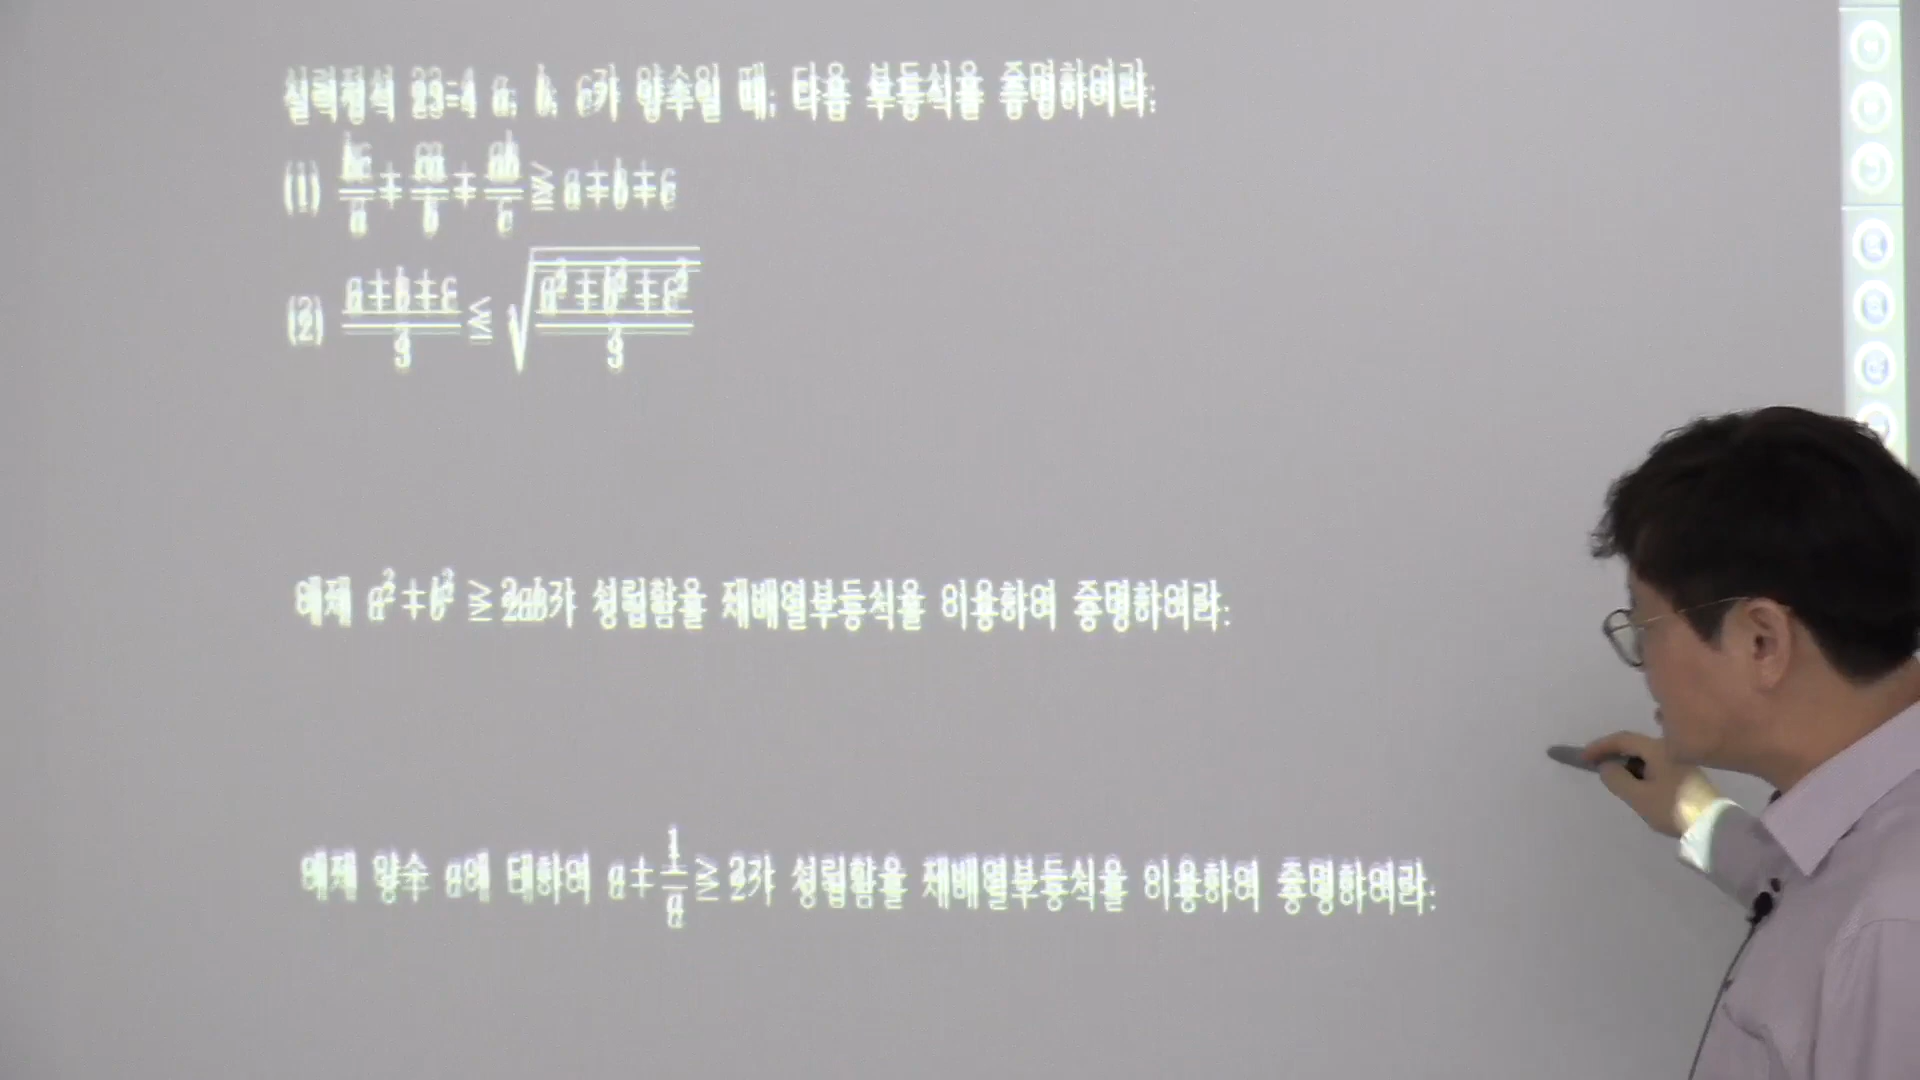 실력정석 23-4 a, b, c가 양수일 때, 다음 부등식을 증명하여라.
(1) bc/a + ca/b + ab/c ≧ a+b+c
(2) (a+b+c)/3 ≦ √((a²+b²+c²)/3)
예제 a²+b² ≧ 2ab가 성립함을 재배열부등식을 이용하여 증명하여라.
예제 양수 a에 대하여 a + 1/a ≧ 2가 성립함을 재배열부등식을 이용하여 증명하여라.